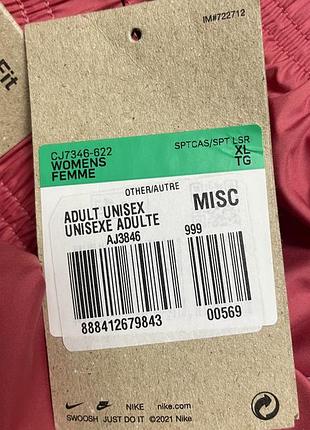 IM#722712
Fit
CJ7346-622
WOMENS
FEMME
SPTCAS/SPT LSR
XL
TG
OTHER/AUTRE
ADULT UNISEX
UNISEXE ADULTE
MISC
AJ3846
999
888412679843
00569
NIKE nike.com
SWOOSH JUST DO IT ©2021 Nike